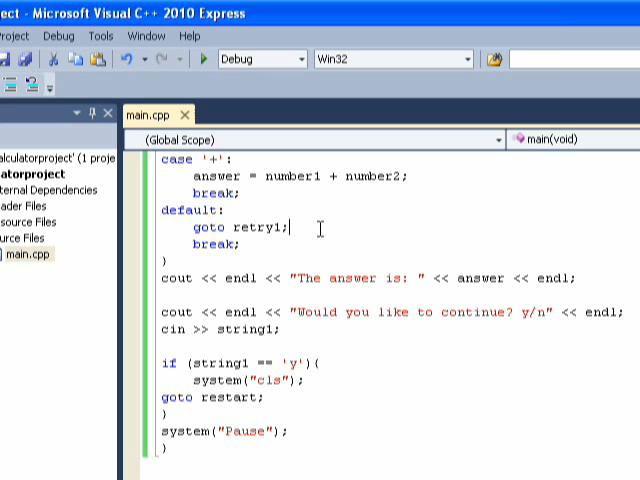 ect - Microsoft Visual C++ 2010 Express
Project Debug Tools Window Help
Debug Win32
main.cpp
(Global Scope) main(void)
alculatorproject' (1 proje
atorproject
ternal Dependencies
ader Files
source Files
urce Files
main.cpp
case '+':
answer = number1 + number2;
break;
default:
goto retry1;
break;
}
cout << endl << "The answer is: " << answer << endl;
cout << endl << "Would you like to continue? y/n" << endl;
cin >> string1;
if (string1 == 'y'){
system("cls");
goto restart;
}
system("Pause");
}